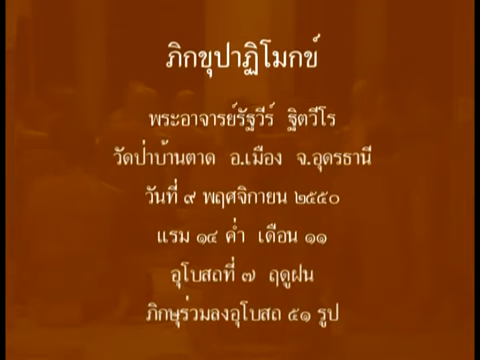 ภิกขุปาฏิโมกข์
พระอาจารย์รัฐวีร์ ฐิตวีโร
วัดป่าบ้านตาด อ.เมือง จ.อุดรธานี
วันที่ ๙ พฤศจิกายน ๒๕๕๐
แรม ๑๔ ค่ำ เดือน ๑๑
อุโบสถที่ ๗ ฤดูฝน
ภิกษุร่วมลงอุโบสถ ๕๑ รูป